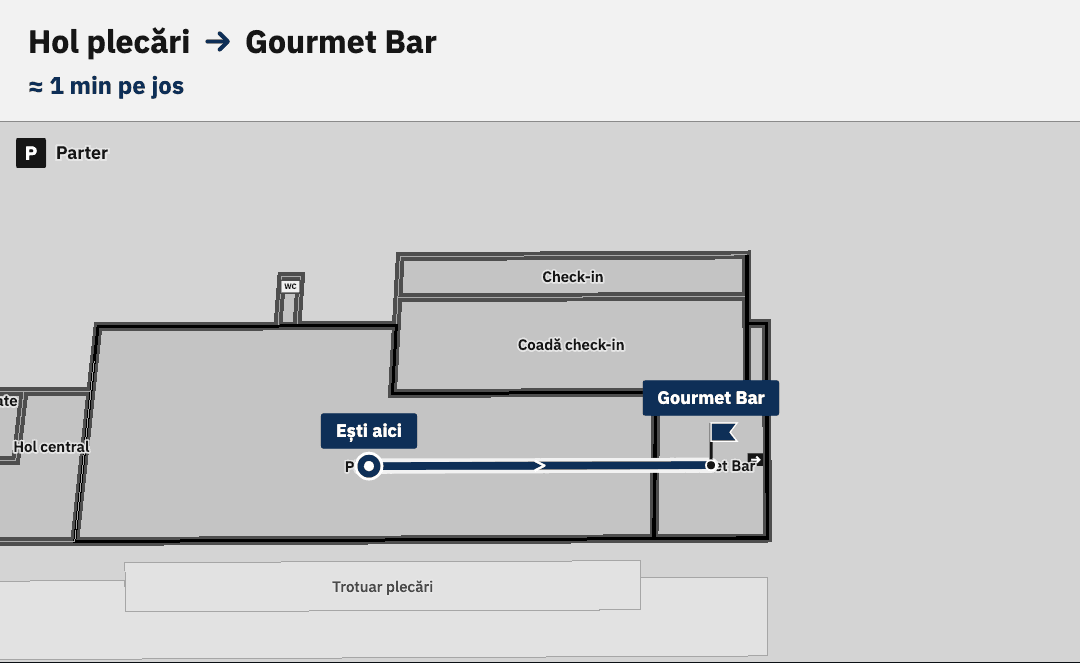 Hol plecări → Gourmet Bar
≈ 1 min pe jos
P Parter
WC
Check-in
Coadă check-in
Gourmet Bar
Ești aici
Hol central
P
Bar
Trotuar plecări